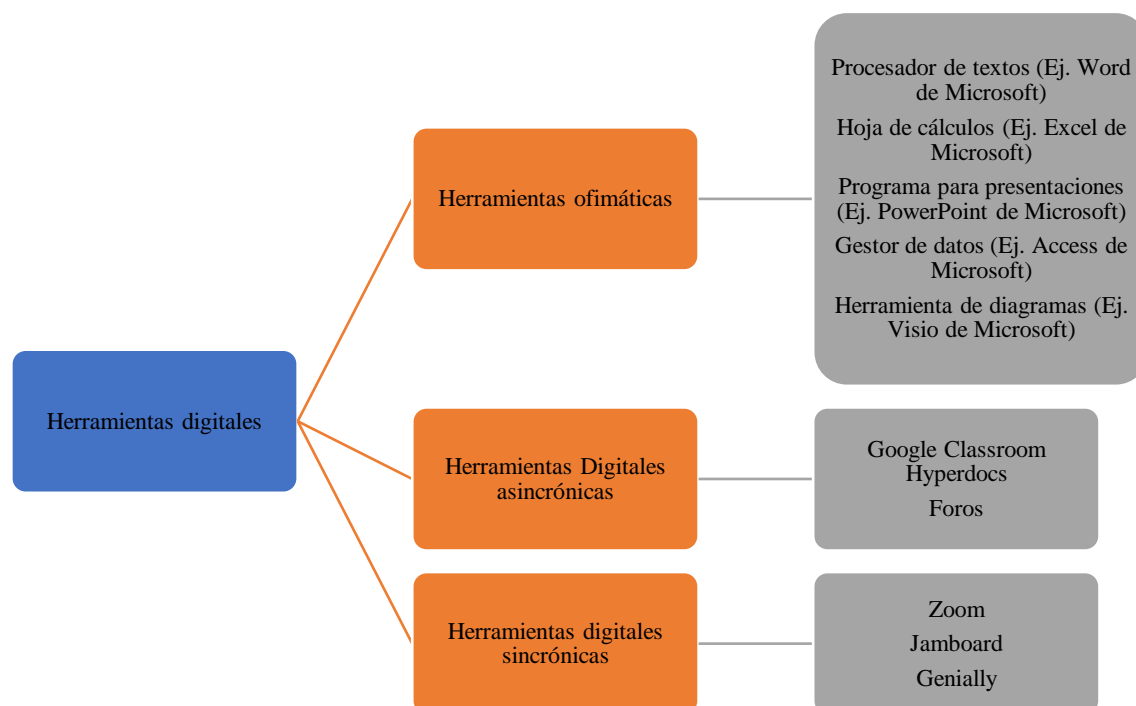 Herramientas digitales
Herramientas ofimáticas
Procesador de textos (Ej. Word
de Microsoft)
Hoja de cálculos (Ej. Excel de
Microsoft)
Programa para presentaciones
(Ej. PowerPoint de Microsoft)
Gestor de datos (Ej. Access de
Microsoft)
Herramienta de diagramas (Ej.
Visio de Microsoft)
Herramientas Digitales
asincrónicas
Google Classroom
Hyperdocs
Foros
Herramientas digitales
sincrónicas
Zoom
Jamboard
Genially